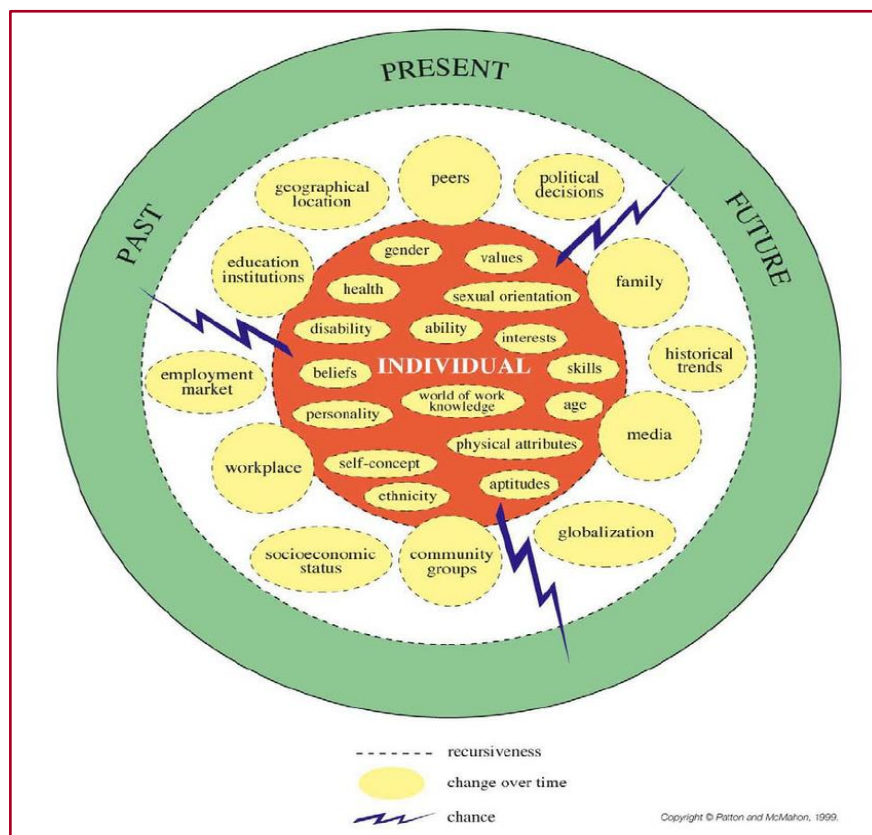 PRESENT
PAST
FUTURE
peers
political
decisions
geographical
location
education
institutions
family
gender
values
health
sexual orientation
disability
ability
interests
historical
trends
employment
market
beliefs
INDIVIDUAL
skills
world of work
knowledge
personality
age
media
physical attributes
workplace
self-concept
aptitudes
ethnicity
globalization
socioeconomic
status
community
groups
recursiveness
change over time
chance
Copyright © Patton and McMahon, 1999.